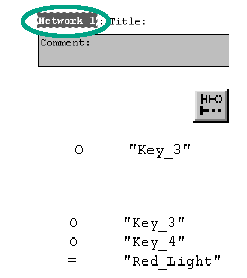 Network 1: Title:
Comment:
O "Key_3"
O "Key_3"
O "Key_4"
= "Red_Light"